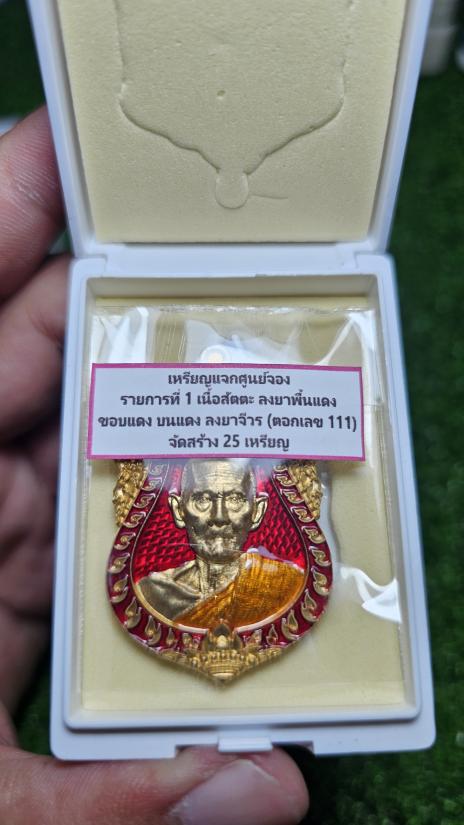 เหรียญแจกศูนย์จอง
รายการที่ 1 เนื้อสัตตะ ลงยาพื้นแดง
ขอบแดง บนแดง ลงยาจีวร (ตอกเลข 111)
จัดสร้าง 25 เหรียญ